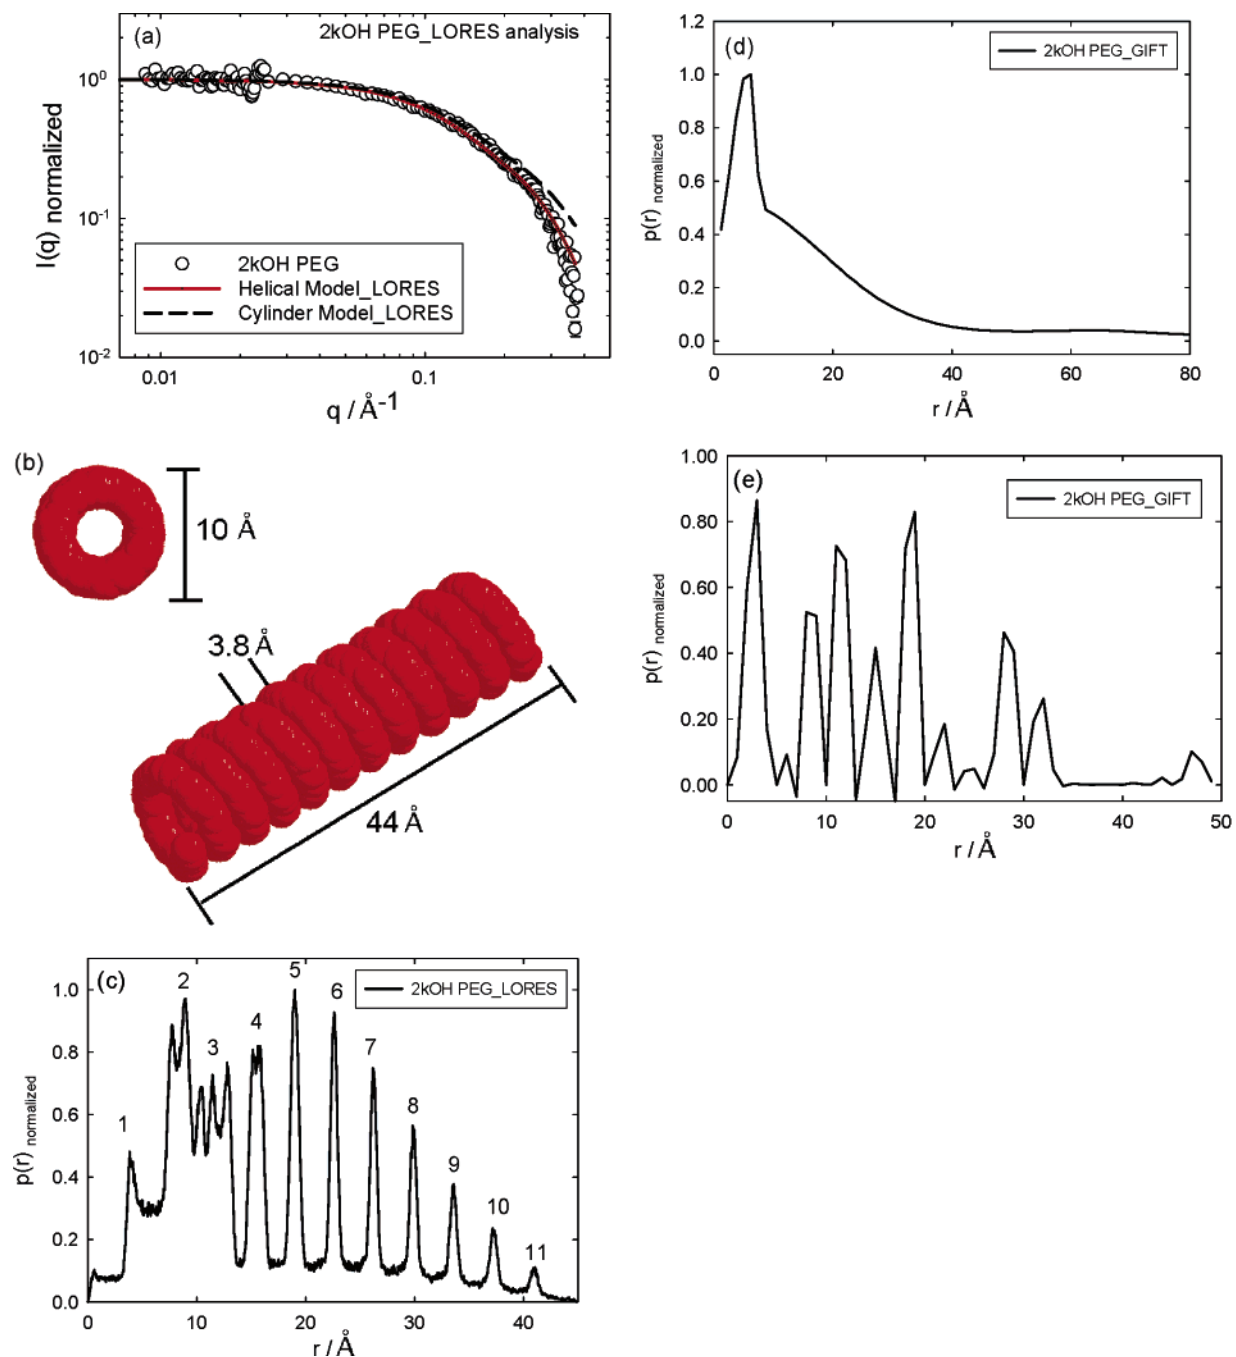 (a)
2kOH PEG_LORES analysis
10⁰
10⁻¹
10⁻²
I(q) normalized
2kOH PEG
Helical Model_LORES
Cylinder Model_LORES
0.01
0.1
q / Å⁻¹
(d)
2kOH PEG_GIFT
1.2
1.0
0.8
0.6
0.4
0.2
0.0
p(r) normalized
0
20
40
60
80
r / Å
(b)
10 Å
3.8 Å
44 Å
(e)
2kOH PEG_GIFT
1.00
0.80
0.60
0.40
0.20
0.00
p(r) normalized
0
10
20
30
40
50
r / Å
(c)
2kOH PEG_LORES
1.0
0.8
0.6
0.4
0.2
0.0
p(r) normalized
1
2
3
4
5
6
7
8
9
10
11
0
10
20
30
40
r / Å